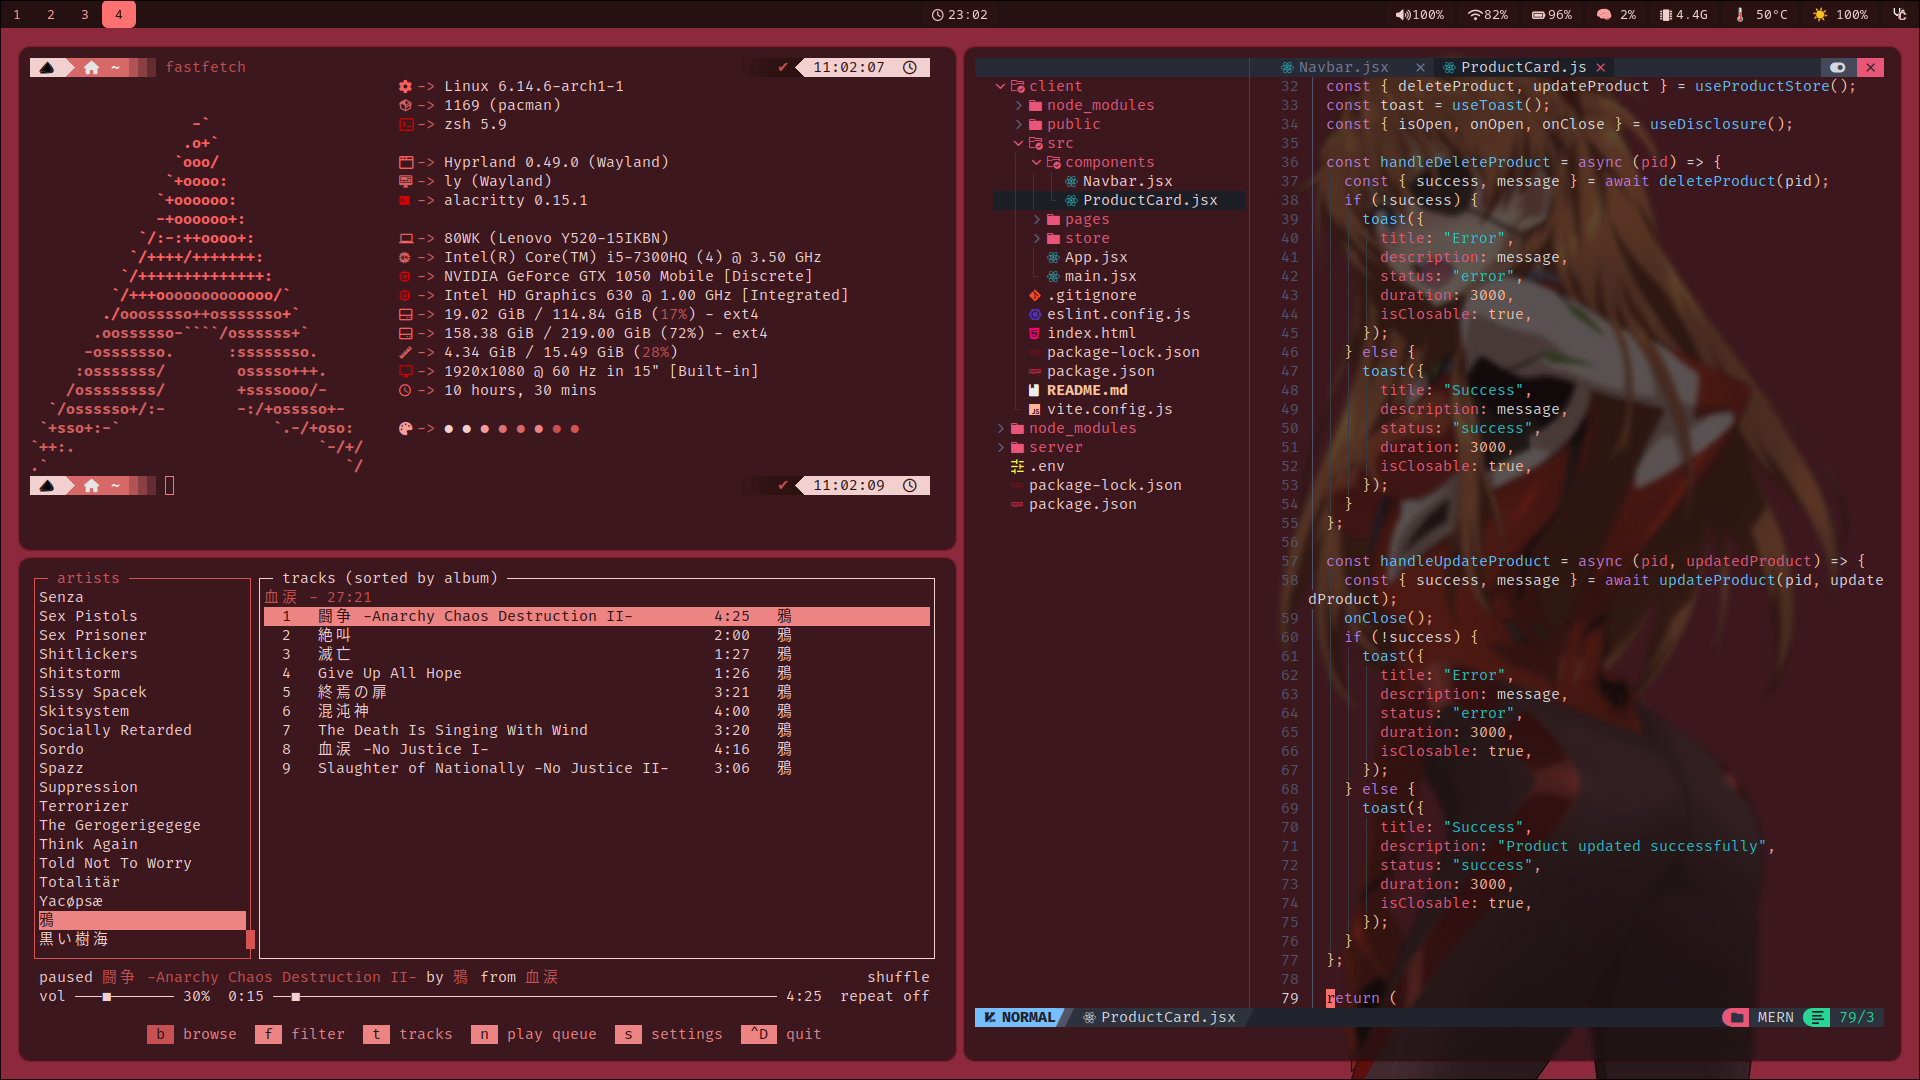 1 2 3 4
23:02
100% 82% 96% 2% 4.4G 50°C 100%
~ fastfetch ✔ 11:02:07
-> Linux 6.14.6-arch1-1
-> 1169 (pacman)
-> zsh 5.9
-> Hyprland 0.49.0 (Wayland)
-> ly (Wayland)
-> alacritty 0.15.1
-> 80WK (Lenovo Y520-15IKBN)
-> Intel(R) Core(TM) i5-7300HQ (4) @ 3.50 GHz
-> NVIDIA GeForce GTX 1050 Mobile [Discrete]
-> Intel HD Graphics 630 @ 1.00 GHz [Integrated]
-> 19.02 GiB / 114.84 GiB (17%) - ext4
-> 158.38 GiB / 219.00 GiB (72%) - ext4
-> 4.34 GiB / 15.49 GiB (28%)
-> 1920x1080 @ 60 Hz in 15" [Built-in]
-> 10 hours, 30 mins
-> ● ● ● ● ● ● ● ●
-`
.o+`
`ooo/
`+oooo:
`+oooooo:
-+oooooo+:
`/:-:++oooo+:
`/++++/+++++++:
`/++++++++++++++:
`/+++ooooooooooooo/`
./ooosssso++osssssso+`
.oossssso-````/ossssss+`
-osssssso. :ssssssso.
:osssssss/ osssso+++.
/ossssssss/ +ssssooo/-
`/ossssso+/:- -:/+osssso+-
`+sso+:-` `.-/+oso:
`++:. `-/+/
.` `/
~ ✔ 11:02:09
artists
Senza
Sex Pistols
Sex Prisoner
Shitlickers
Shitstorm
Sissy Spacek
Skitsystem
Socially Retarded
Sordo
Spazz
Suppression
Terrorizer
The Gerogerigegege
Think Again
Told Not To Worry
Totalitär
Yacøpsæ
鴉
黒い樹海
tracks (sorted by album)
血涙 - 27:21
1 闘争 -Anarchy Chaos Destruction II- 4:25 鴉
2 絶叫 2:00 鴉
3 滅亡 1:27 鴉
4 Give Up All Hope 1:26 鴉
5 終焉の扉 3:21 鴉
6 混沌神 4:00 鴉
7 The Death Is Singing With Wind 3:20 鴉
8 血涙 -No Justice I- 4:16 鴉
9 Slaughter of Nationally -No Justice II- 3:06 鴉
paused 闘争 -Anarchy Chaos Destruction II- by 鴉 from 血涙 shuffle
vol 30% 0:15 4:25 repeat off
b browse f filter t tracks n play queue s settings ^D quit
Navbar.jsx × ProductCard.js ×
client
node_modules
public
src
components
Navbar.jsx
ProductCard.jsx
pages
store
App.jsx
main.jsx
.gitignore
eslint.config.js
index.html
package-lock.json
package.json
README.md
vite.config.js
node_modules
server
.env
package-lock.json
package.json
32 const { deleteProduct, updateProduct } = useProductStore();
33 const toast = useToast();
34 const { isOpen, onOpen, onClose } = useDisclosure();
35
36 const handleDeleteProduct = async (pid) => {
37 const { success, message } = await deleteProduct(pid);
38 if (!success) {
39 toast({
40 title: "Error",
41 description: message,
42 status: "error",
43 duration: 3000,
44 isClosable: true,
45 });
46 } else {
47 toast({
48 title: "Success",
49 description: message,
50 status: "success",
51 duration: 3000,
52 isClosable: true,
53 });
54 }
55 };
56
57 const handleUpdateProduct = async (pid, updatedProduct) => {
58 const { success, message } = await updateProduct(pid, update
dProduct);
59 onClose();
60 if (!success) {
61 toast({
62 title: "Error",
63 description: message,
64 status: "error",
65 duration: 3000,
66 isClosable: true,
67 });
68 } else {
69 toast({
70 title: "Success",
71 description: "Product updated successfully",
72 status: "success",
73 duration: 3000,
74 isClosable: true,
75 });
76 }
77 };
78
79 return (
NORMAL ProductCard.jsx MERN 79/3